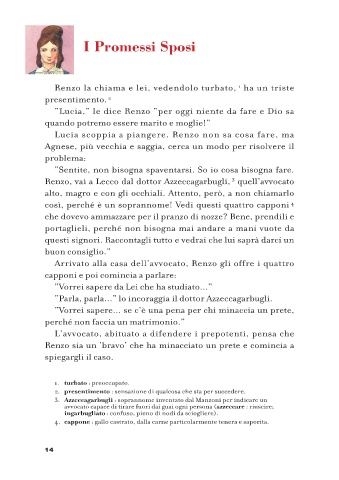 I Promessi Sposi
Renzo la chiama e lei, vedendolo turbato, 1 ha un triste
presentimento. 2
"Lucia," le dice Renzo "per oggi niente da fare e Dio sa
quando potremo essere marito e moglie!"
Lucia scoppia a piangere. Renzo non sa cosa fare, ma
Agnese, più vecchia e saggia, cerca un modo per risolvere il
problema:
"Sentite, non bisogna spaventarsi. So io cosa bisogna fare.
Renzo, vai a Lecco dal dottor Azzeccagarbugli, 3 quell'avvocato
alto, magro e con gli occhiali. Attento, però, a non chiamarlo
così, perché è un soprannome! Vedi questi quattro capponi 4
che dovevo ammazzare per il pranzo di nozze? Bene, prendili e
portaglieli, perché non bisogna mai andare a mani vuote da
questi signori. Raccontagli tutto e vedrai che lui saprà darci un
buon consiglio."
Arrivato alla casa dell'avvocato, Renzo gli offre i quattro
capponi e poi comincia a parlare:
"Vorrei sapere da Lei che ha studiato..."
"Parla, parla..." lo incoraggia il dottor Azzeccagarbugli.
"Vorrei sapere... se c'è una pena per chi minaccia un prete,
perché non faccia un matrimonio."
L'avvocato, abituato a difendere i prepotenti, pensa che
Renzo sia un 'bravo' che ha minacciato un prete e comincia a
spiegargli il caso.
1. turbato : preoccupato.
2. presentimento : sensazione di qualcosa che sta per succedere.
3. Azzeccagarbugli : soprannome inventato dal Manzoni per indicare un
avvocato capace di tirare fuori dai guai ogni persona (azzeccare : riuscire;
ingarbugliato : confuso, pieno di nodi da sciogliere).
4. cappone : gallo castrato, dalla carne particolarmente tenera e saporita.
14